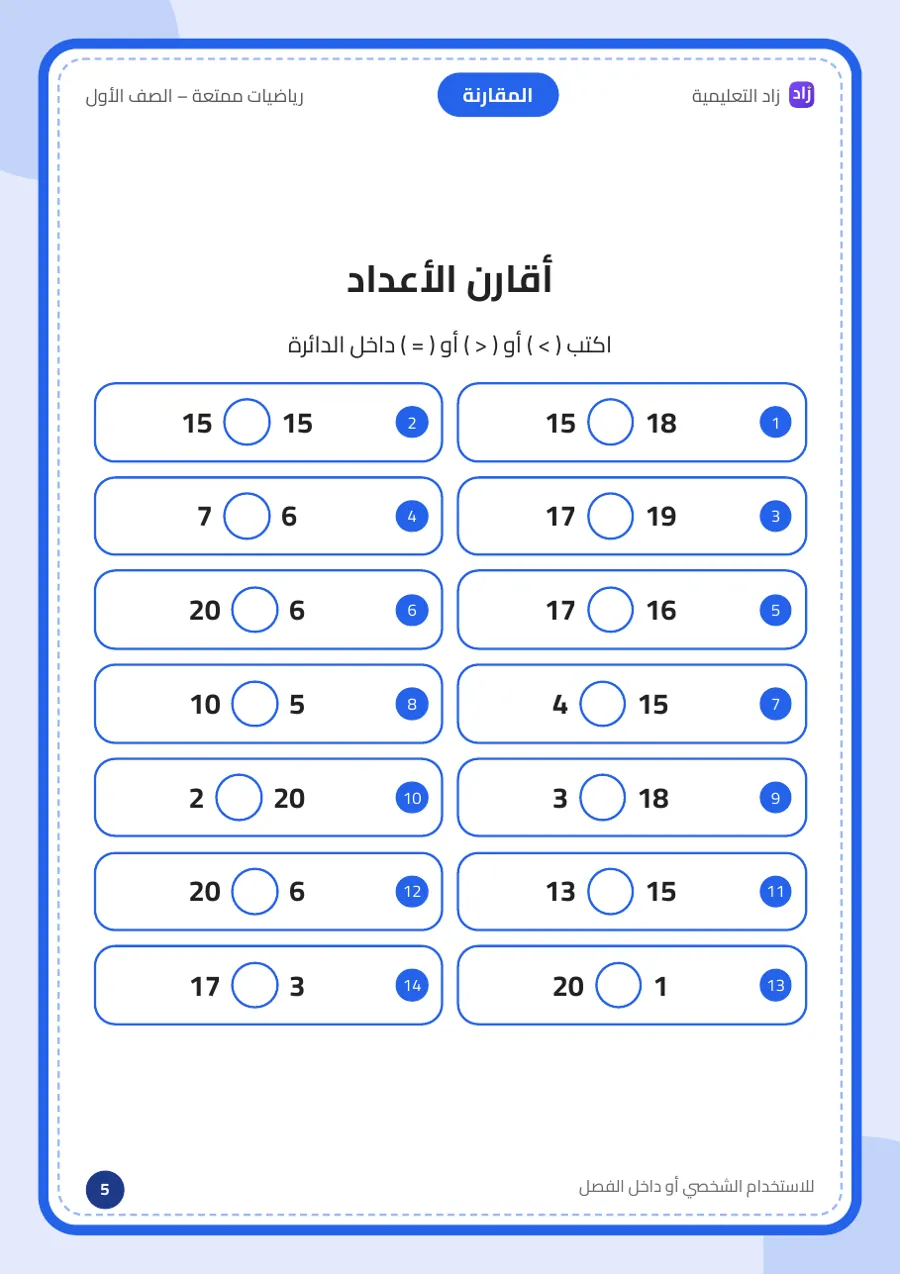 زاد زاد التعليمية
المقارنة
رياضيات ممتعة – الصف الأول
أقارن الأعداد
اكتب ( < ) أو ( > ) أو ( = ) داخل الدائرة
1 18 15
2 15 15
3 19 17
4 6 7
5 16 17
6 6 20
7 15 4
8 5 10
9 18 3
10 20 2
11 15 13
12 6 20
13 1 20
14 3 17
للاستخدام الشخصي أو داخل الفصل
5